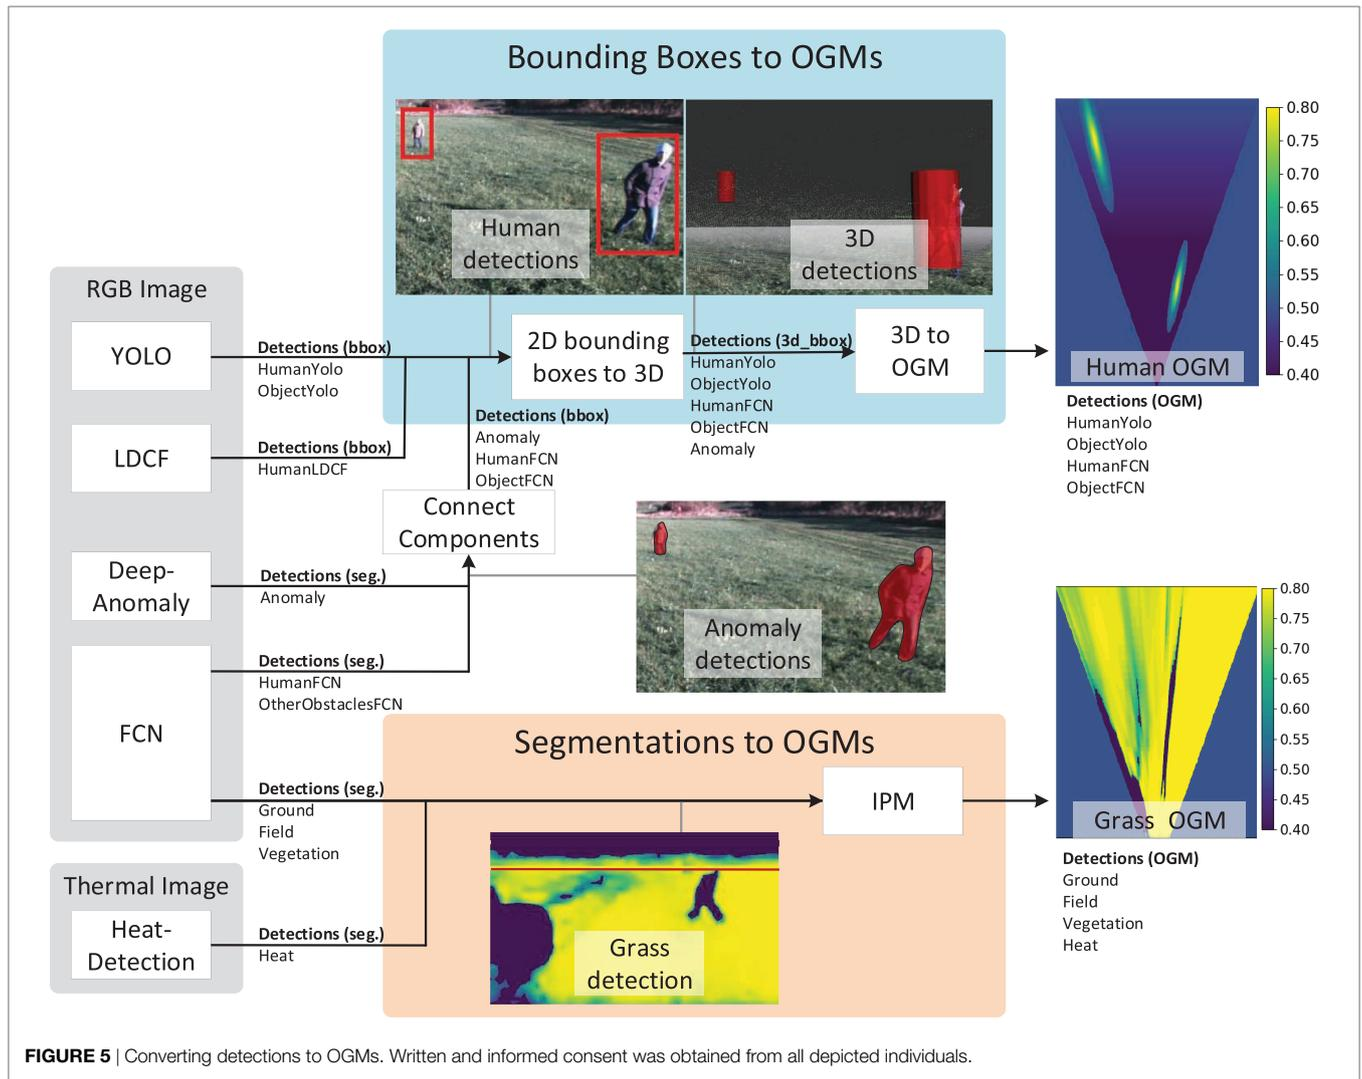 Bounding Boxes to OGMs
Human
detections
3D
detections
RGB Image
YOLO
Detections (bbox)
HumanYolo
ObjectYolo
LDCF
Detections (bbox)
HumanLDCF
2D bounding
boxes to 3D
Detections (3d_bbox)
HumanYolo
ObjectYolo
HumanFCN
ObjectFCN
Anomaly
3D to
OGM
Detections (bbox)
Anomaly
HumanFCN
ObjectFCN
Connect
Components
Human OGM
0.80
0.75
0.70
0.65
0.60
0.55
0.50
0.45
0.40
Detections (OGM)
HumanYolo
ObjectYolo
HumanFCN
ObjectFCN
Deep-
Anomaly
Detections (seg.)
Anomaly
Anomaly
detections
FCN
Detections (seg.)
HumanFCN
OtherObstaclesFCN
Segmentations to OGMs
Detections (seg.)
Ground
Field
Vegetation
IPM
Grass
detection
Thermal Image
Heat-
Detection
Detections (seg.)
Heat
Grass OGM
0.80
0.75
0.70
0.65
0.60
0.55
0.50
0.45
0.40
Detections (OGM)
Ground
Field
Vegetation
Heat
FIGURE 5 | Converting detections to OGMs. Written and informed consent was obtained from all depicted individuals.